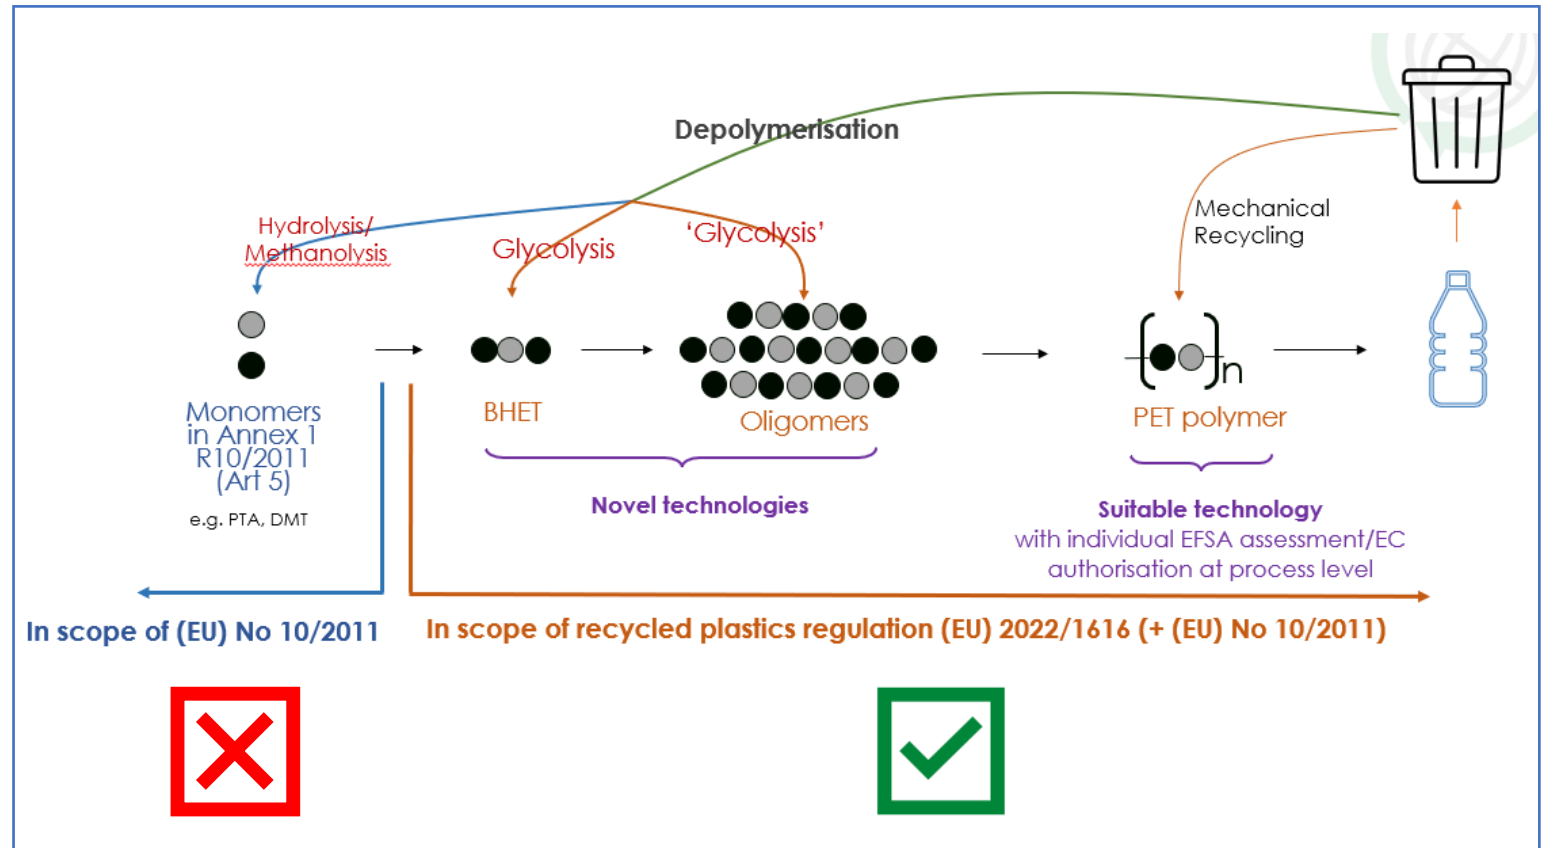 Depolymerisation
Hydrolysis/
Methanolysis
Glycolysis
‘Glycolysis’
Mechanical
Recycling
n
Monomers
in Annex 1
R10/2011
(Art 5)
e.g. PTA, DMT
BHET
Oligomers
PET polymer
Novel technologies
Suitable technology
with individual EFSA assessment/EC
authorisation at process level
In scope of (EU) No 10/2011
In scope of recycled plastics regulation (EU) 2022/1616 (+ (EU) No 10/2011)